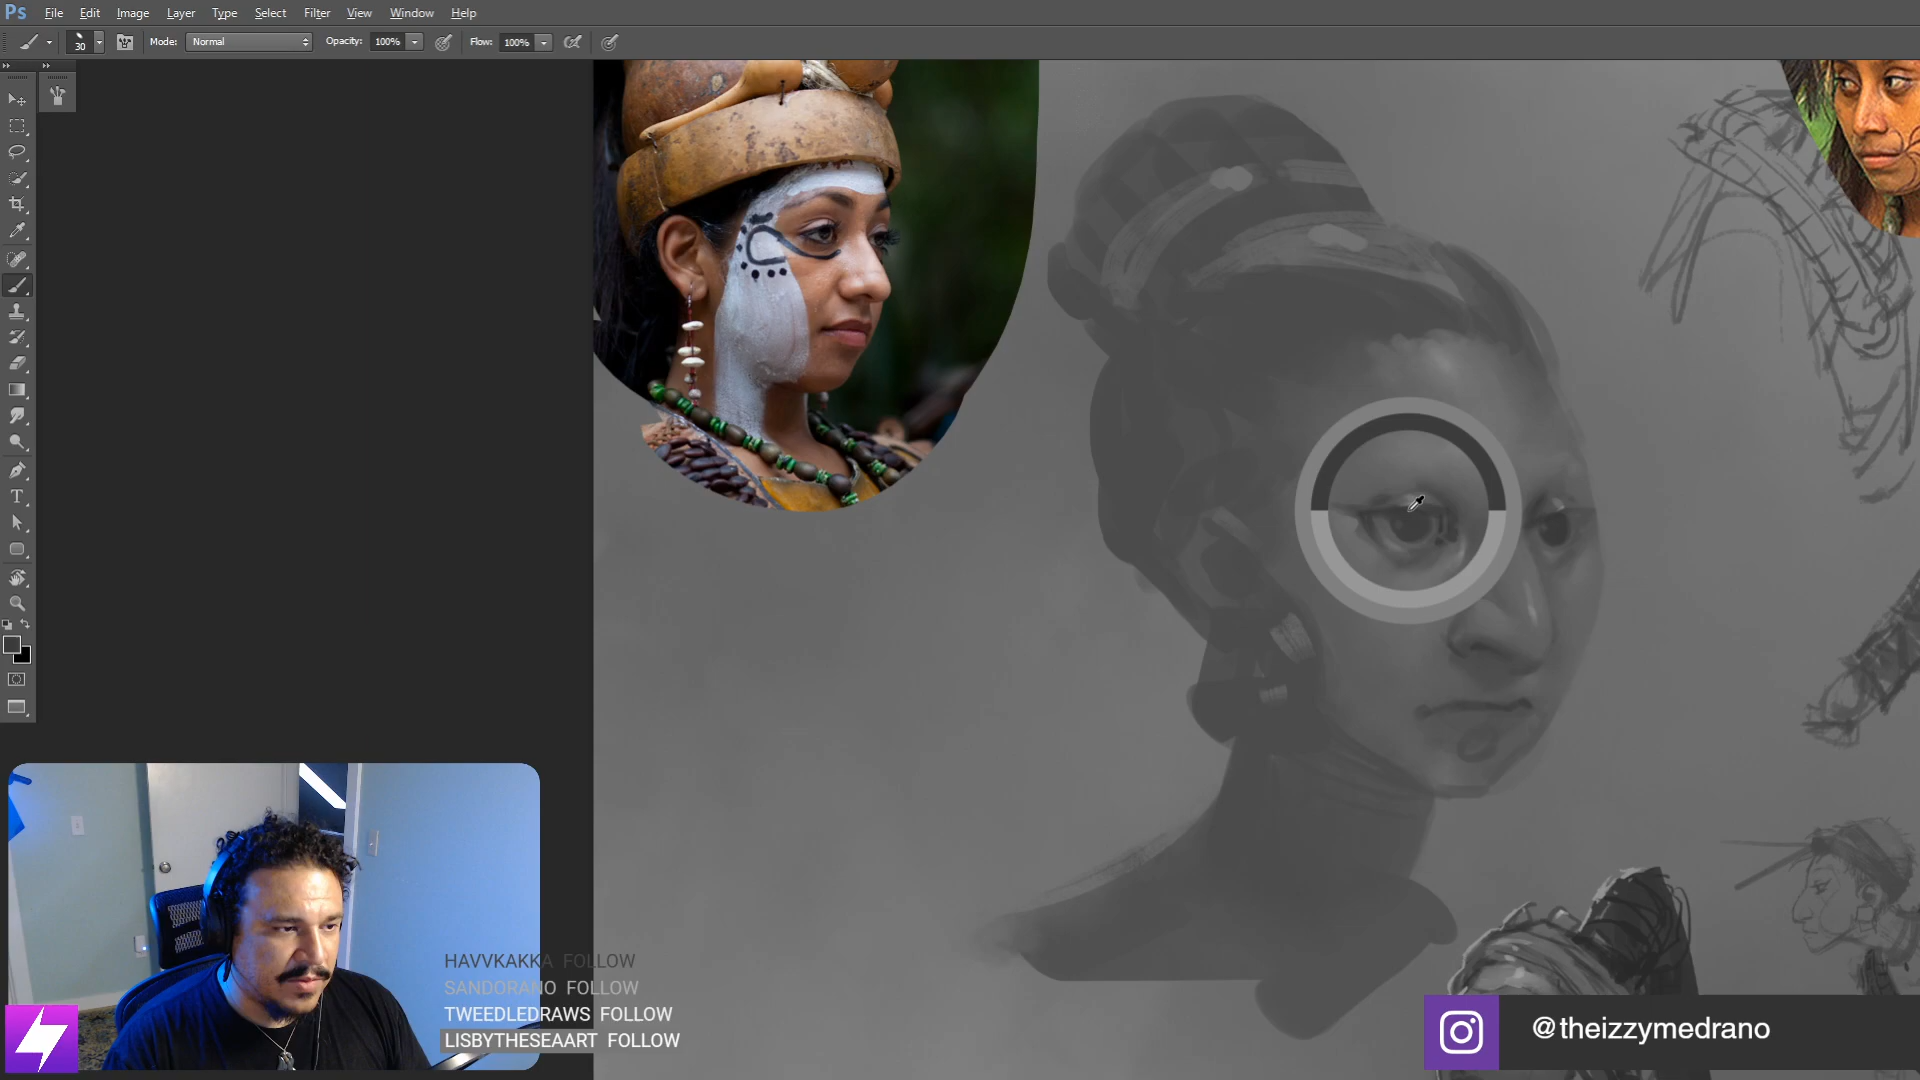 Ps File Edit Image Layer Type Select Filter View Window Help
30 Mode: Normal Opacity: 100% Flow: 100%
T
HAVVKAKKA FOLLOW
SANDORANO FOLLOW
TWEEDLEDRAWS FOLLOW
LISBYTHESEAART FOLLOW
@theizzymedrano